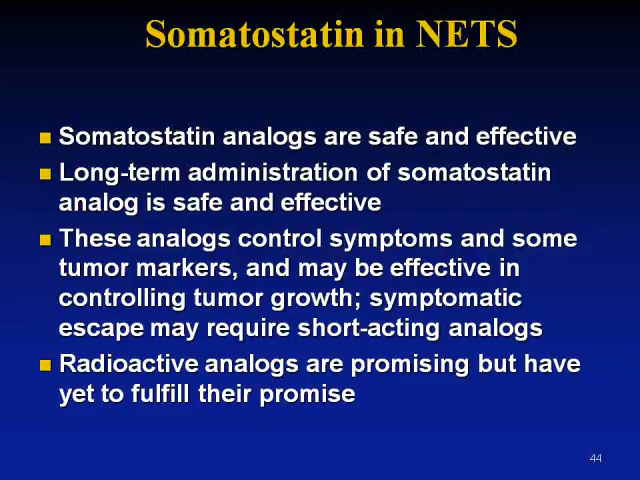 Somatostatin in NETS
Somatostatin analogs are safe and effective
Long-term administration of somatostatin
analog is safe and effective
These analogs control symptoms and some
tumor markers, and may be effective in
controlling tumor growth; symptomatic
escape may require short-acting analogs
Radioactive analogs are promising but have
yet to fulfill their promise
44